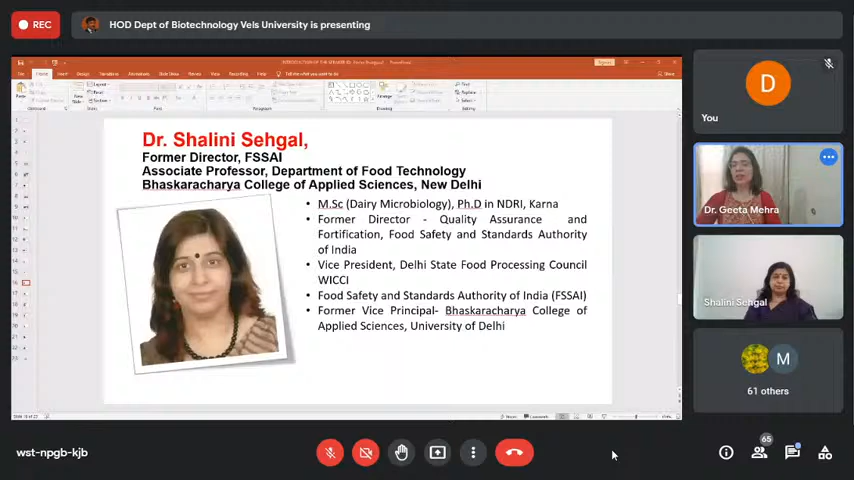 REC
HOD Dept of Biotechnology Vels University is presenting
Dr. Shalini Sehgal,
Former Director, FSSAI
Associate Professor, Department of Food Technology
Bhaskaracharya College of Applied Sciences, New Delhi
• M.Sc (Dairy Microbiology), Ph.D in NDRI, Karna
• Former Director - Quality Assurance and
Fortification, Food Safety and Standards Authority
of India
• Vice President, Delhi State Food Processing Council
WICCI
• Food Safety and Standards Authority of India (FSSAI)
• Former Vice Principal- Bhaskaracharya College of
Applied Sciences, University of Delhi
D
You
Dr. Geeta Mehra
Shalini Sehgal
M
61 others
wst-npgb-kjb
65